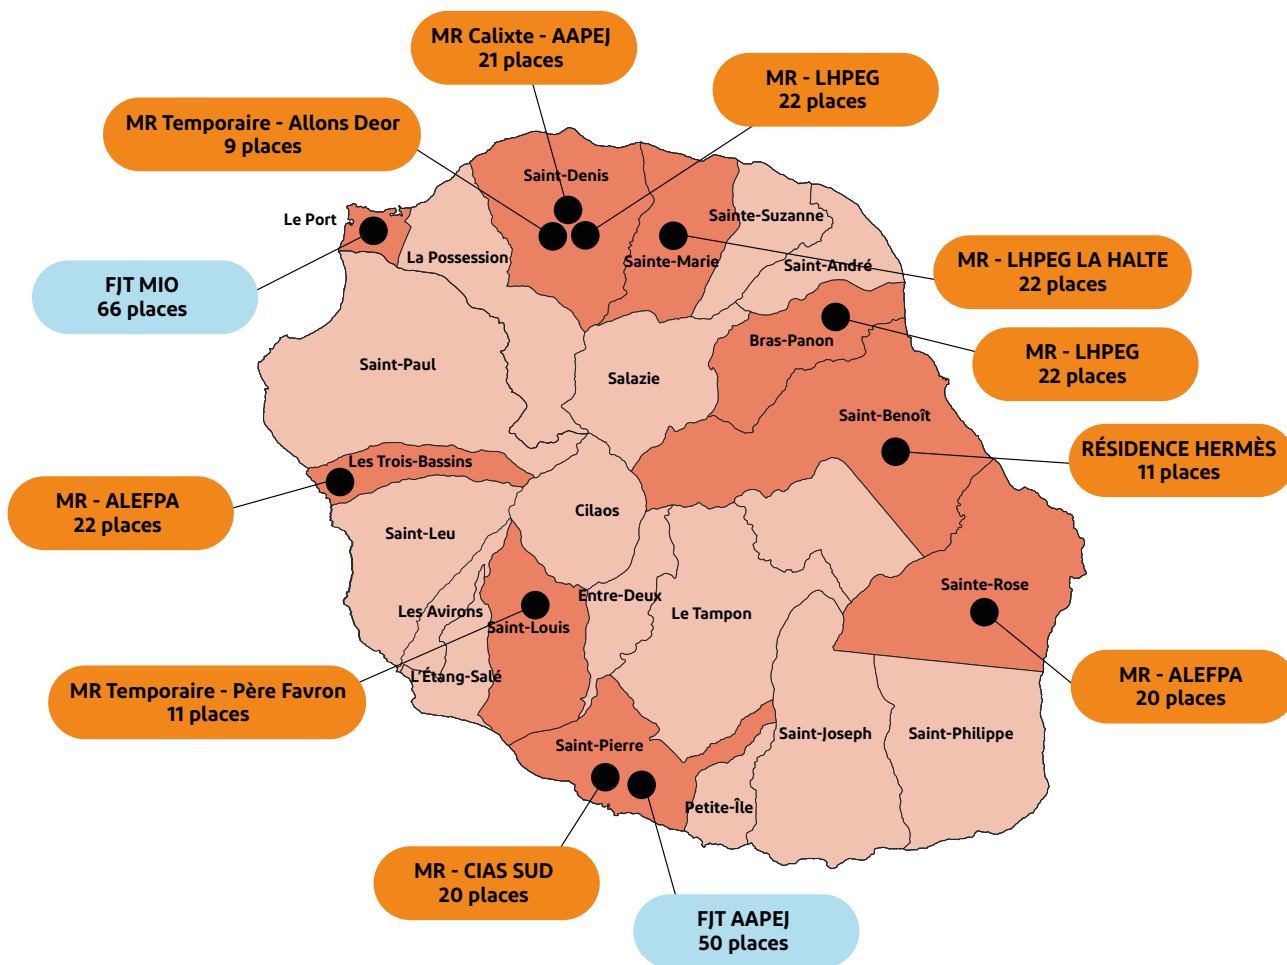 MR Calixte - AAPEJ
21 places
MR - LHPEG
22 places
MR Temporaire - Allons Deor
9 places
Saint-Denis
Le Port
Sainte-Suzanne
La Possession
Sainte-Marie
Saint-André
MR - LHPEG LA HALTE
22 places
FJT MIO
66 places
Bras-Panon
MR - LHPEG
22 places
Saint-Paul
Salazie
Saint-Benoît
RÉSIDENCE HERMÈS
11 places
Les Trois-Bassins
MR - ALEFPA
22 places
Cilaos
Saint-Leu
Sainte-Rose
Entre-Deux
Les Avirons
Le Tampon
Saint-Louis
L'Étang-Salé
MR Temporaire - Père Favron
11 places
MR - ALEFPA
20 places
Saint-Pierre
Saint-Joseph
Saint-Philippe
Petite-Île
MR - CIAS SUD
20 places
FJT AAPEJ
50 places